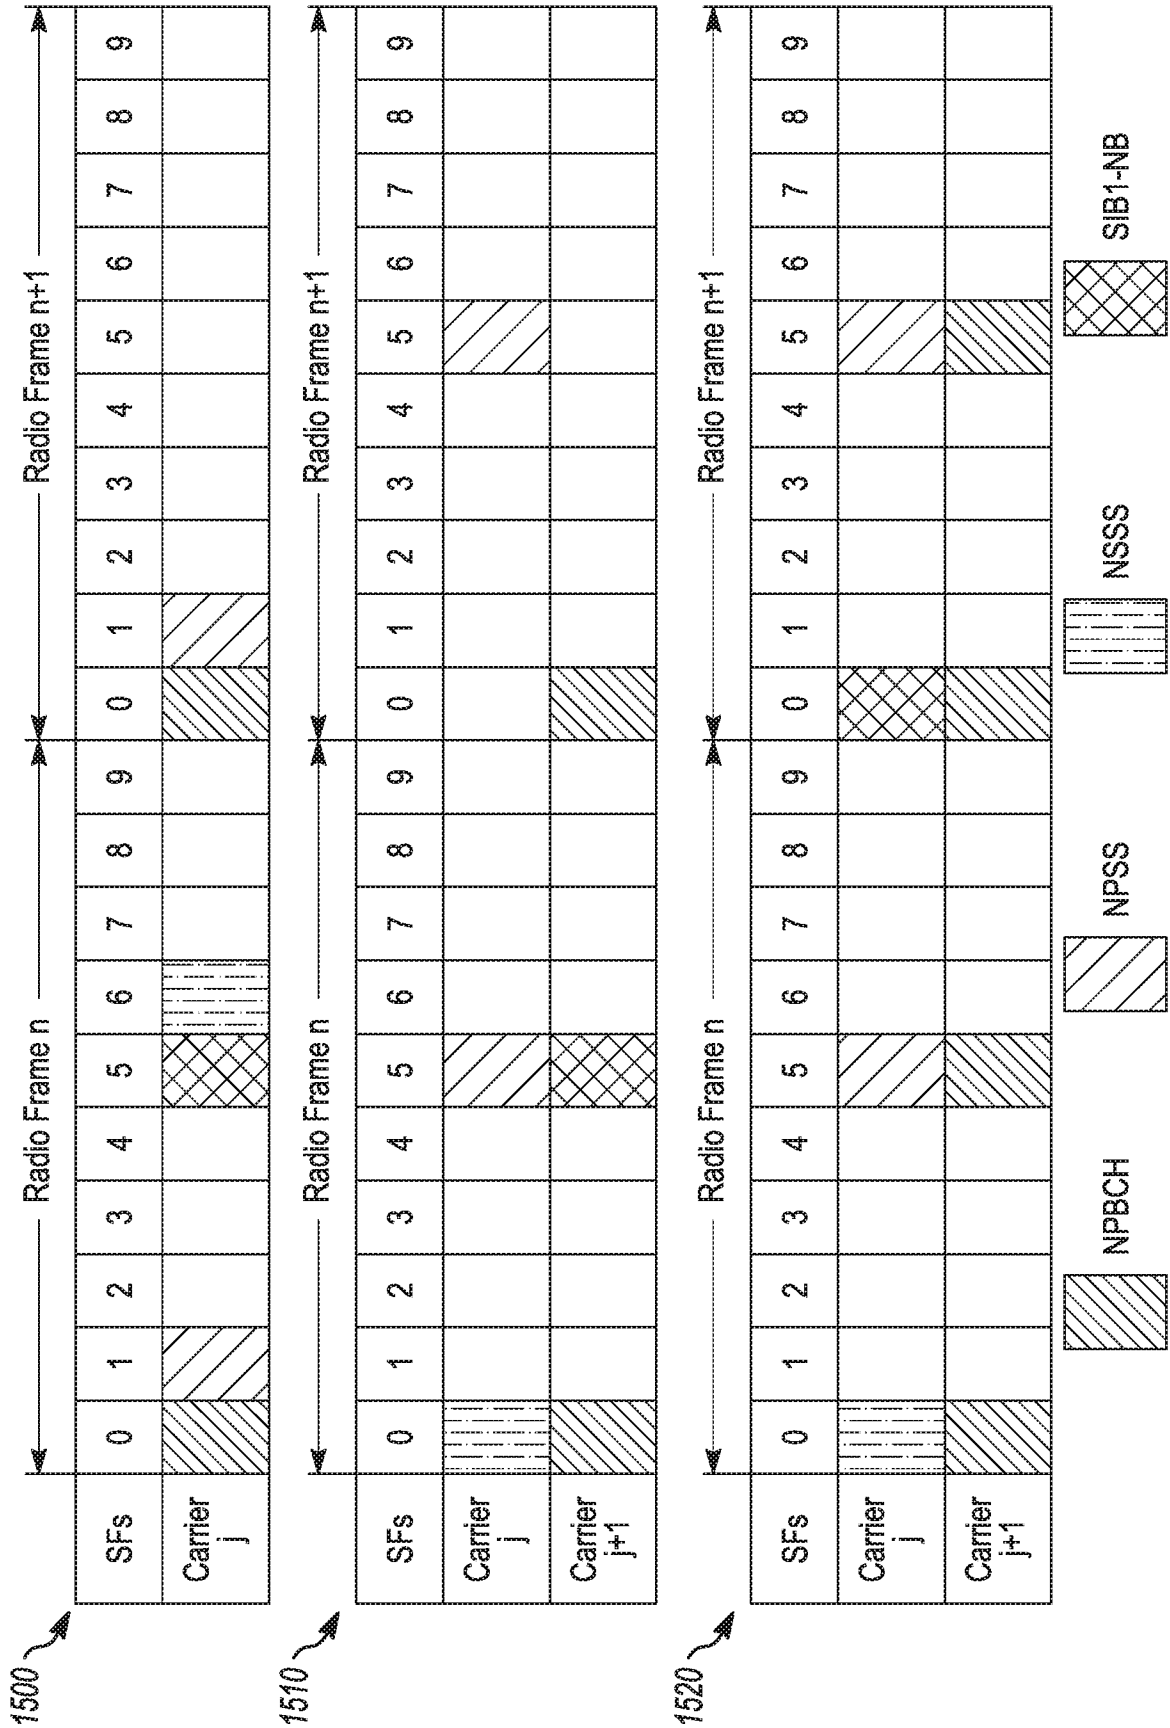 1500
Radio Frame n
Radio Frame n+1
SFs 0 1 2 3 4 5 6 7 8 9 0 1 2 3 4 5 6 7 8 9
Carrier
j
1510
Radio Frame n
Radio Frame n+1
SFs 0 1 2 3 4 5 6 7 8 9 0 1 2 3 4 5 6 7 8 9
Carrier
j
Carrier
j+1
1520
Radio Frame n
Radio Frame n+1
SFs 0 1 2 3 4 5 6 7 8 9 0 1 2 3 4 5 6 7 8 9
Carrier
j
Carrier
j+1
NPBCH
NPSS
NSSS
SIB1-NB